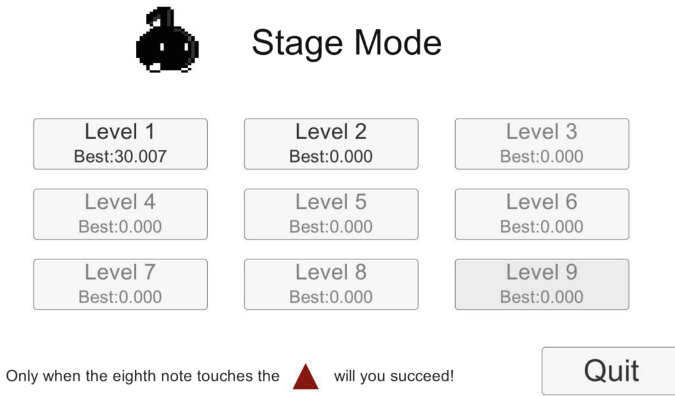 Stage Mode
Level 1
Best:30.007
Level 2
Best:0.000
Level 3
Best:0.000
Level 4
Best:0.000
Level 5
Best:0.000
Level 6
Best:0.000
Level 7
Best:0.000
Level 8
Best:0.000
Level 9
Best:0.000
Only when the eighth note touches the will you succeed!
Quit